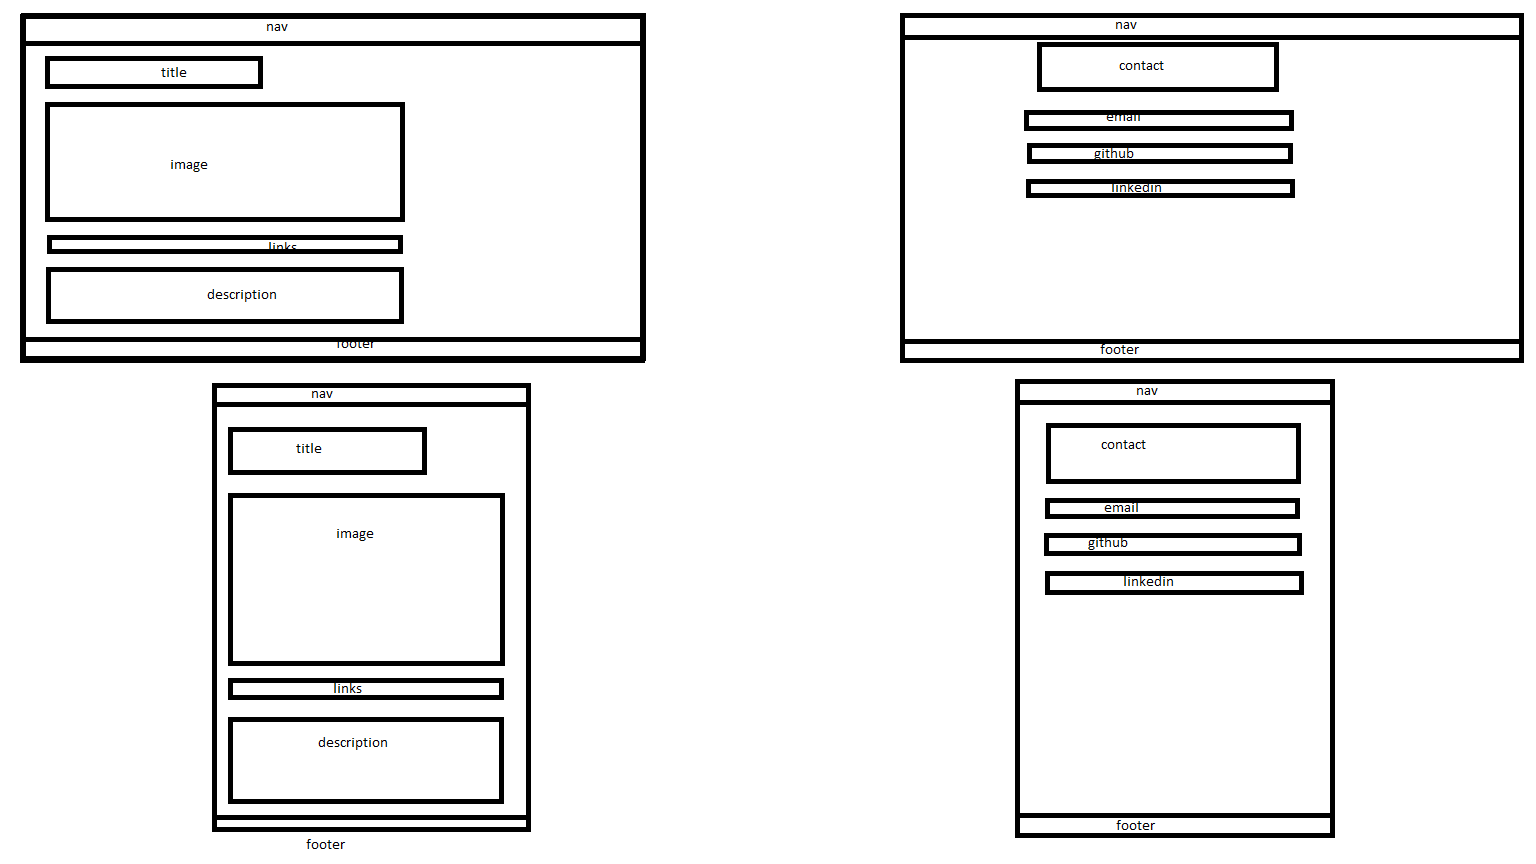 nav
title
image
links
description
footer
nav
contact
email
github
linkedin
footer
nav
title
image
links
description
footer
nav
contact
email
github
linkedin
footer